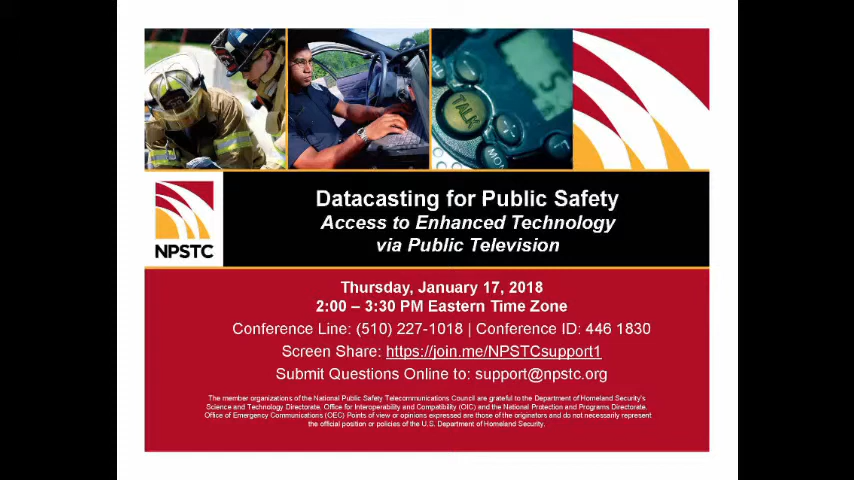 TALK
MON
NPSTC
Datacasting for Public Safety
Access to Enhanced Technology
via Public Television
Thursday, January 17, 2018
2:00 – 3:30 PM Eastern Time Zone
Conference Line: (510) 227-1018 | Conference ID: 446 1830
Screen Share: https://join.me/NPSTCsupport1
Submit Questions Online to: support@npstc.org
The member organizations of the National Public Safety Telecommunications Council are grateful to the Department of Homeland Security's
Science and Technology Directorate, Office for Interoperability and Compatibility (OIC) and the National Protection and Programs Directorate,
Office of Emergency Communications (OEC) Points of view or opinions expressed are those of the originators and do not necessarily represent
the official position or policies of the U.S. Department of Homeland Security.